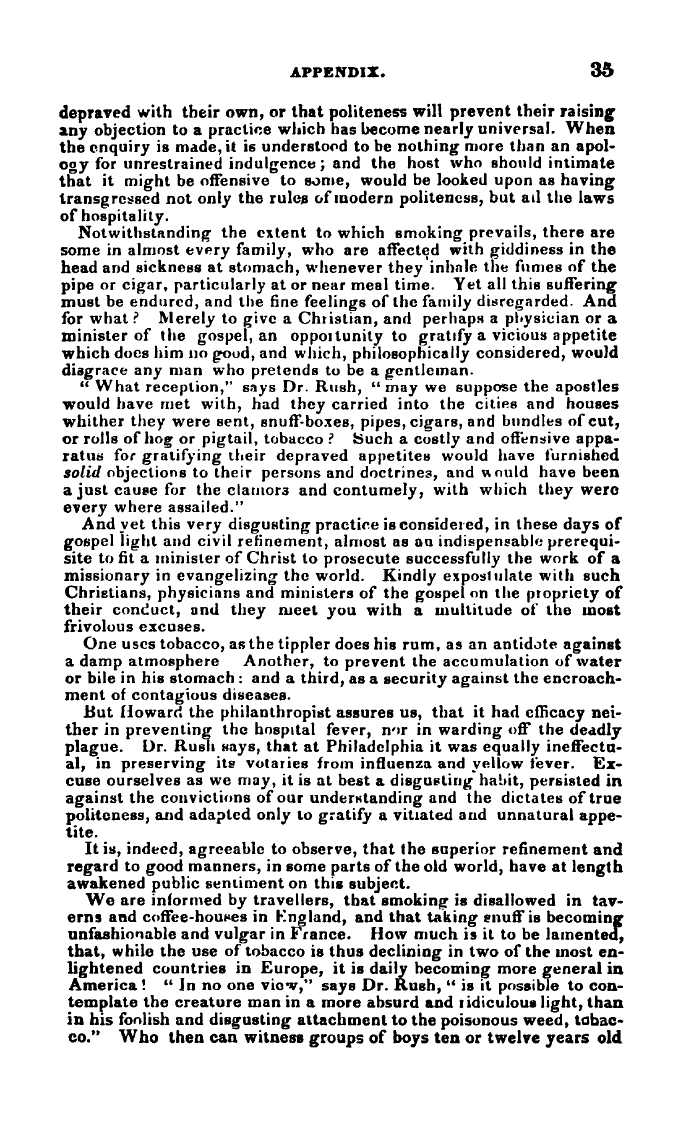 APPENDIX. 35
depraved with their own, or that politeness will prevent their raising
any objection to a practice which has become nearly universal. When
the enquiry is made, it is understood to be nothing more than an apol-
ogy for unrestrained indulgence; and the host who should intimate
that it might be offensive to some, would be looked upon as having
transgressed not only the rules of modern politeness, but all the laws
of hospitality.
Notwithstanding the extent to which smoking prevails, there are
some in almost every family, who are affected with giddiness in the
head and sickness at stomach, whenever they inhale the fumes of the
pipe or cigar, particularly at or near meal time. Yet all this suffering
must be endured, and the fine feelings of the family disregarded. And
for what? Merely to give a Christian, and perhaps a physician or a
minister of the gospel, an opportunity to gratify a vicious appetite
which does him no good, and which, philosophically considered, would
disgrace any man who pretends to be a gentleman.
“What reception,” says Dr. Rush, “may we suppose the apostles
would have met with, had they carried into the cities and houses
whither they were sent, snuff-boxes, pipes, cigars, and bundles of cut,
or rolls of hog or pigtail, tobacco? Such a costly and offensive appa-
ratus for gratifying their depraved appetites would have furnished
solid objections to their persons and doctrines, and would have been
a just cause for the clamors and contumely, with which they were
every where assailed.”
And yet this very disgusting practice is considered, in these days of
gospel light and civil refinement, almost as an indispensable prerequi-
site to fit a minister of Christ to prosecute successfully the work of a
missionary in evangelizing the world. Kindly expostulate with such
Christians, physicians and ministers of the gospel on the propriety of
their conduct, and they meet you with a multitude of the most
frivolous excuses.
One uses tobacco, as the tippler does his rum, as an antidote against
a damp atmosphere Another, to prevent the accumulation of water
or bile in his stomach: and a third, as a security against the encroach-
ment of contagious diseases.
But Howard the philanthropist assures us, that it had efficacy nei-
ther in preventing the hospital fever, nor in warding off the deadly
plague. Dr. Rush says, that at Philadelphia it was equally ineffectu-
al, in preserving its votaries from influenza and yellow fever. Ex-
cuse ourselves as we may, it is at best a disgusting habit, persisted in
against the convictions of our understanding and the dictates of true
politeness, and adapted only to gratify a vitiated and unnatural appe-
tite.
It is, indeed, agreeable to observe, that the superior refinement and
regard to good manners, in some parts of the old world, have at length
awakened public sentiment on this subject.
We are informed by travellers, that smoking is disallowed in tav-
erns and coffee-houses in England, and that taking snuff is becoming
unfashionable and vulgar in France. How much is it to be lamented,
that, while the use of tobacco is thus declining in two of the most en-
lightened countries in Europe, it is daily becoming more general in
America! “In no one view,” says Dr. Rush, “is it possible to con-
template the creature man in a more absurd and ridiculous light, than
in his foolish and disgusting attachment to the poisonous weed, tobac-
co.” Who then can witness groups of boys ten or twelve years old